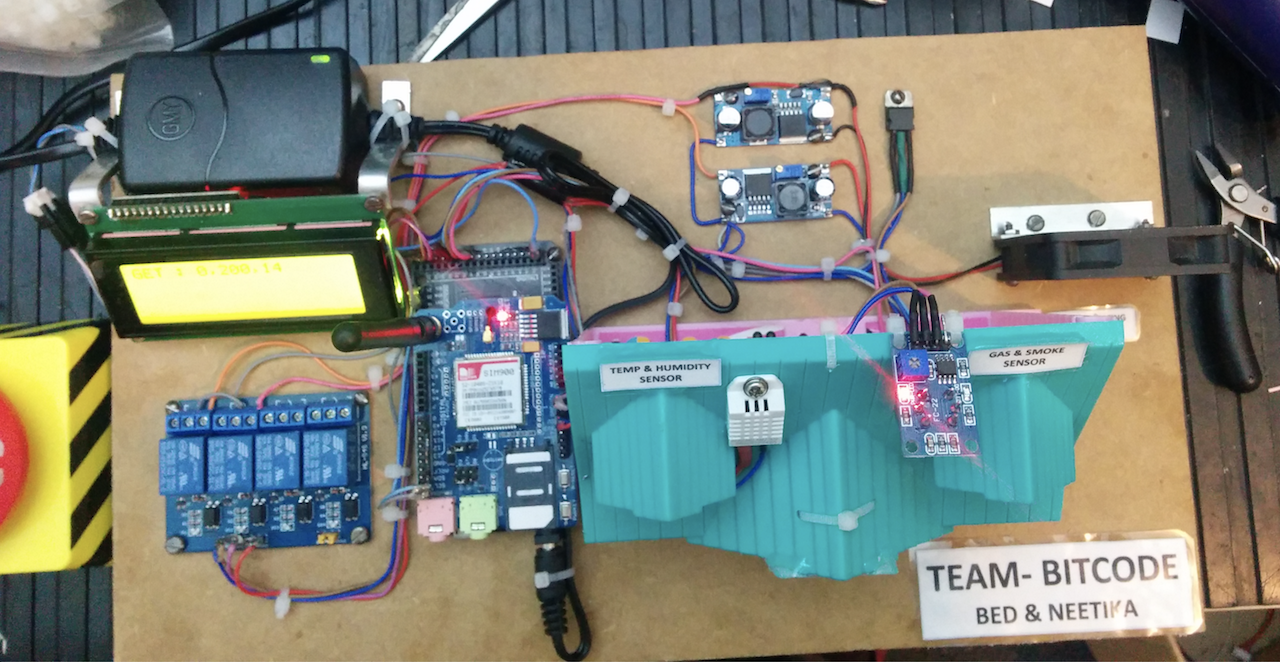 GET : 0.200.14
SIM900
TEMP & HUMIDITY
SENSOR
GAS & SMOKE
SENSOR
TEAM- BITCODE
BED & NEETIKA